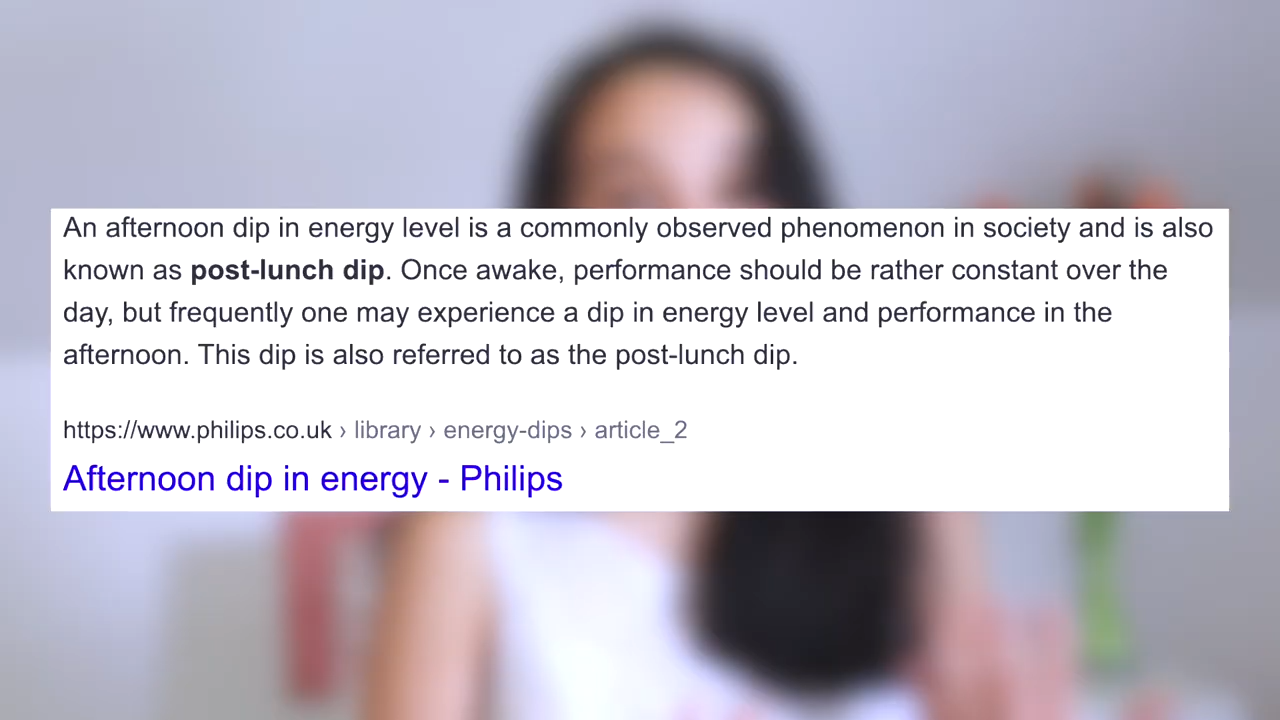 An afternoon dip in energy level is a commonly observed phenomenon in society and is also
known as post-lunch dip. Once awake, performance should be rather constant over the
day, but frequently one may experience a dip in energy level and performance in the
afternoon. This dip is also referred to as the post-lunch dip.
https://www.philips.co.uk › library › energy-dips › article_2
Afternoon dip in energy - Philips